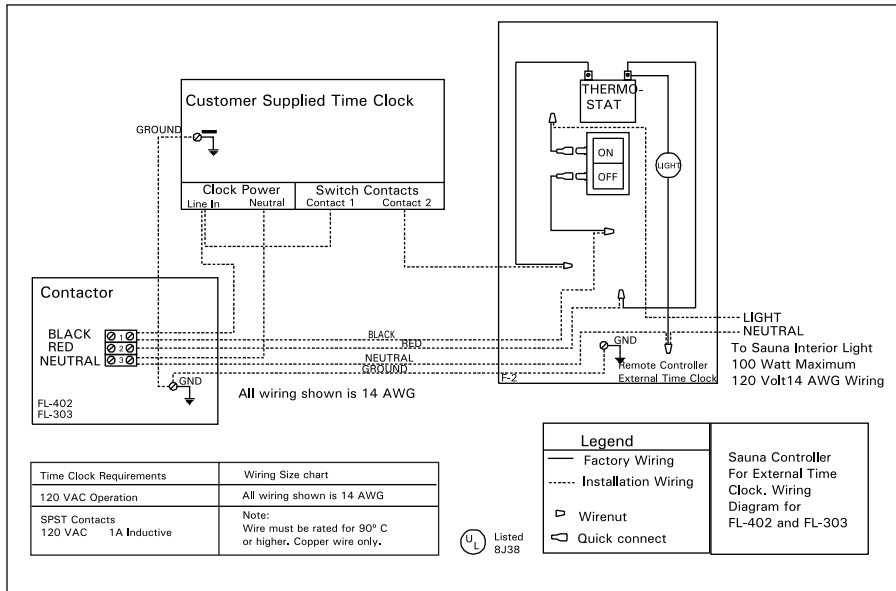 Customer Supplied Time Clock
GROUND
Clock Power
Switch Contacts
Line In
Neutral
Contact 1
Contact 2
THERMO-
STAT
ON
OFF
LIGHT
Contactor
BLACK
RED
NEUTRAL
1
2
3
GND
FL-402
FL-303
BLACK
RED
NEUTRAL
GROUND
All wiring shown is 14 AWG
GND
F-2
Remote Controller
External Time Clock
LIGHT
NEUTRAL
To Sauna Interior Light
100 Watt Maximum
120 Volt14 AWG Wiring
Time Clock Requirements
Wiring Size chart
120 VAC Operation
All wiring shown is 14 AWG
SPST Contacts
120 VAC 1A Inductive
Note:
Wire must be rated for 90º C
or higher. Copper wire only.
UL
Listed
8J38
Legend
Factory Wiring
Installation Wiring
Wirenut
Quick connect
Sauna Controller
For External Time
Clock. Wiring
Diagram for
FL-402 and FL-303